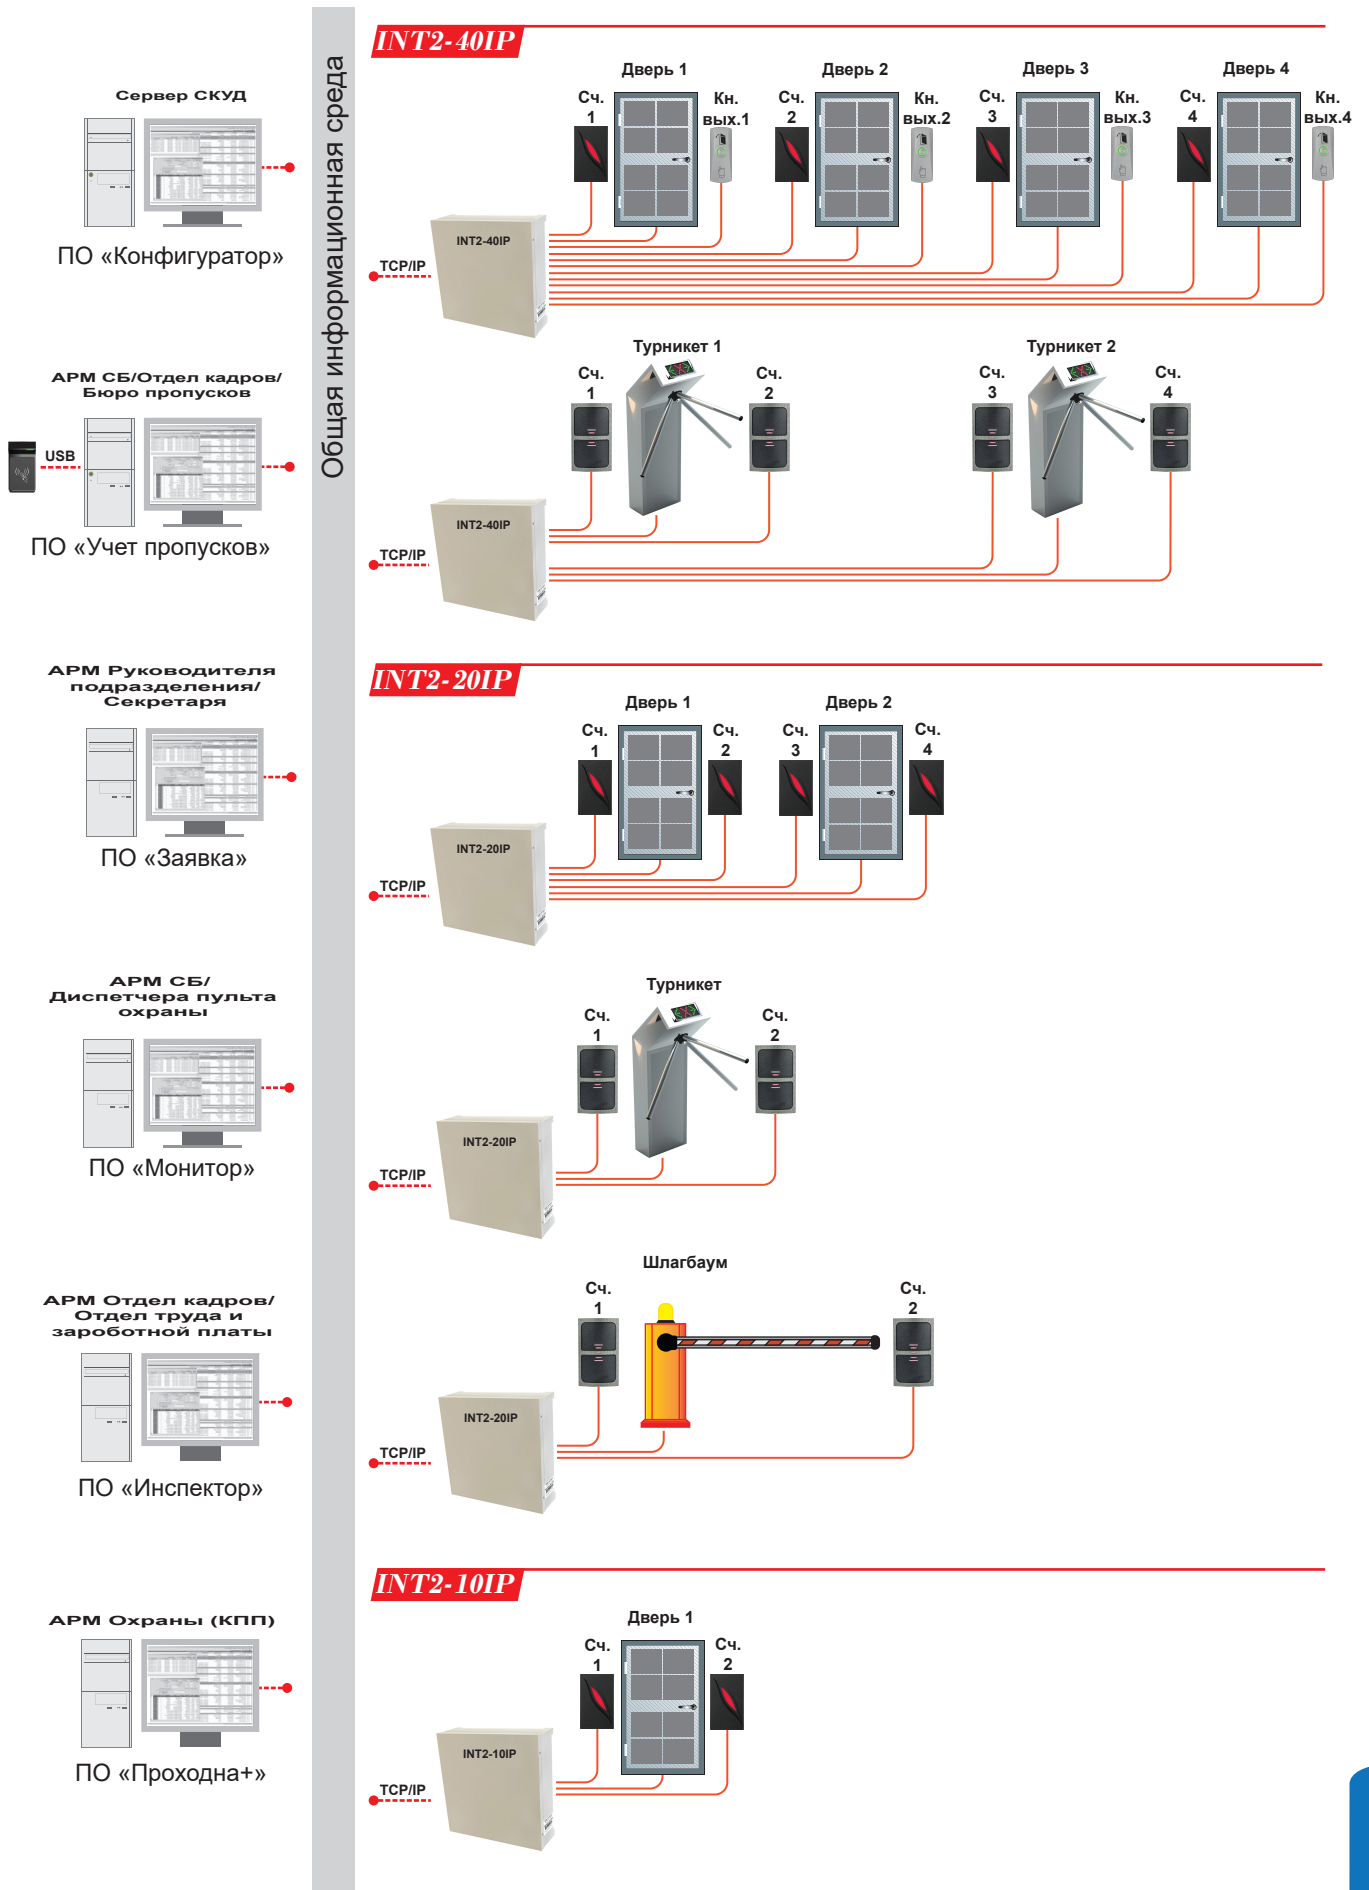 Сервер СКУД
ПО «Конфигуратор»
АРМ СБ/Отдел кадров/
Бюро пропусков
USB
ПО «Учет пропусков»
АРМ Руководителя
подразделения/
Секретаря
ПО «Заявка»
АРМ СБ/
Диспетчера пульта
охраны
ПО «Монитор»
АРМ Отдел кадров/
Отдел труда и
зароботной платы
ПО «Инспектор»
АРМ Охраны (КПП)
ПО «Проходна+»
Общая информационная среда
INT2-40IP
Дверь 1
Дверь 2
Дверь 3
Дверь 4
Сч.
1
Кн.
вых.1
Сч.
2
Кн.
вых.2
Сч.
3
Кн.
вых.3
Сч.
4
Кн.
вых.4
INT2-40IP
TCP/IP
Турникет 1
Турникет 2
Сч.
1
Сч.
2
Сч.
3
Сч.
4
INT2-40IP
TCP/IP
INT2-20IP
Дверь 1
Дверь 2
Сч.
1
Сч.
2
Сч.
3
Сч.
4
INT2-20IP
TCP/IP
Турникет
Сч.
1
Сч.
2
INT2-20IP
TCP/IP
Шлагбаум
Сч.
1
Сч.
2
INT2-20IP
TCP/IP
INT2-10IP
Дверь 1
Сч.
1
Сч.
2
INT2-10IP
TCP/IP